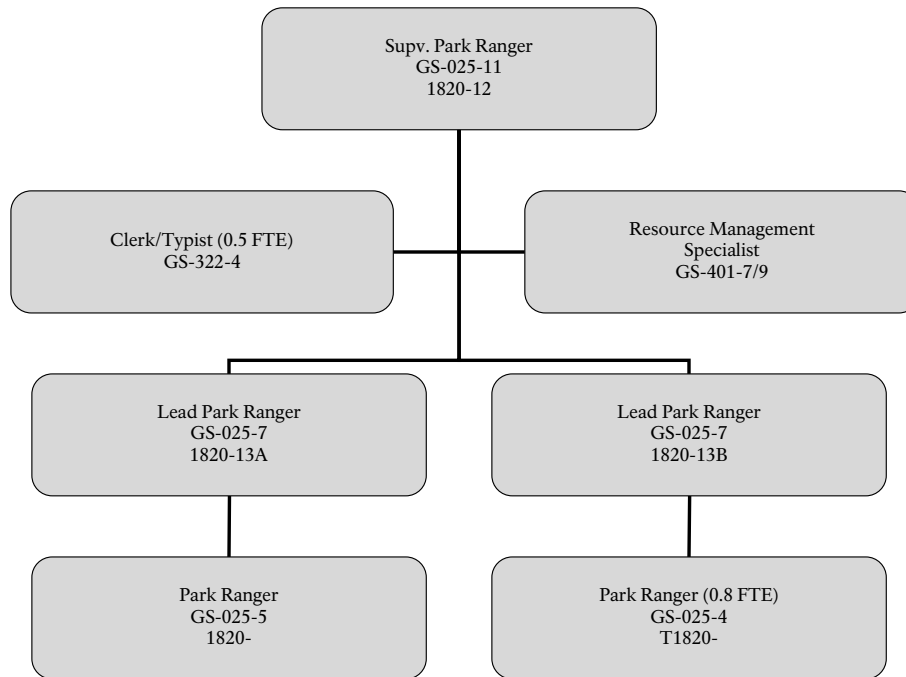 Supv. Park Ranger
GS-025-11
1820-12
Clerk/Typist (0.5 FTE)
GS-322-4
Resource Management
Specialist
GS-401-7/9
Lead Park Ranger
GS-025-7
1820-13A
Lead Park Ranger
GS-025-7
1820-13B
Park Ranger
GS-025-5
1820-
Park Ranger (0.8 FTE)
GS-025-4
T1820-